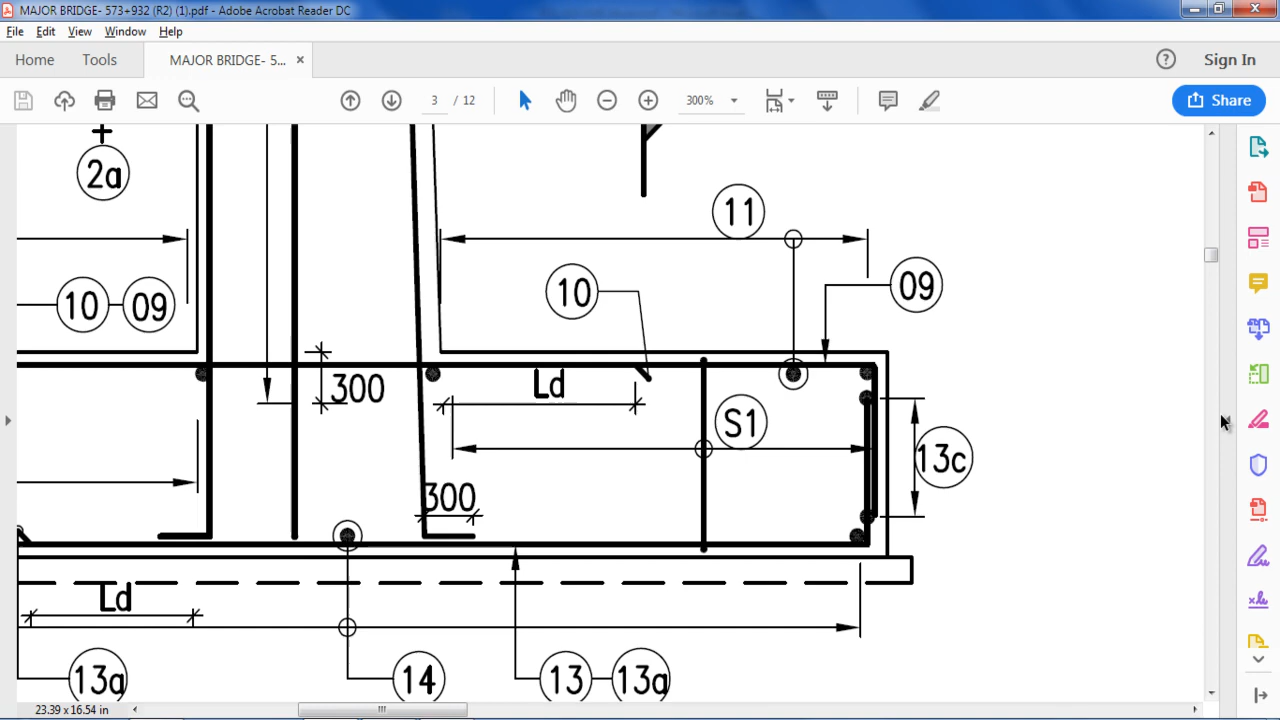 MAJOR BRIDGE- 573+932 (R2) (1).pdf - Adobe Acrobat Reader DC
File Edit View Window Help
Home Tools MAJOR BRIDGE- 5... × ? Sign In
3 / 12 300% Share
2a
11
10
09
10 09
300
Ld
S1
13c
300
Ld
13a
14
13 13a
23.39 x 16.54 in